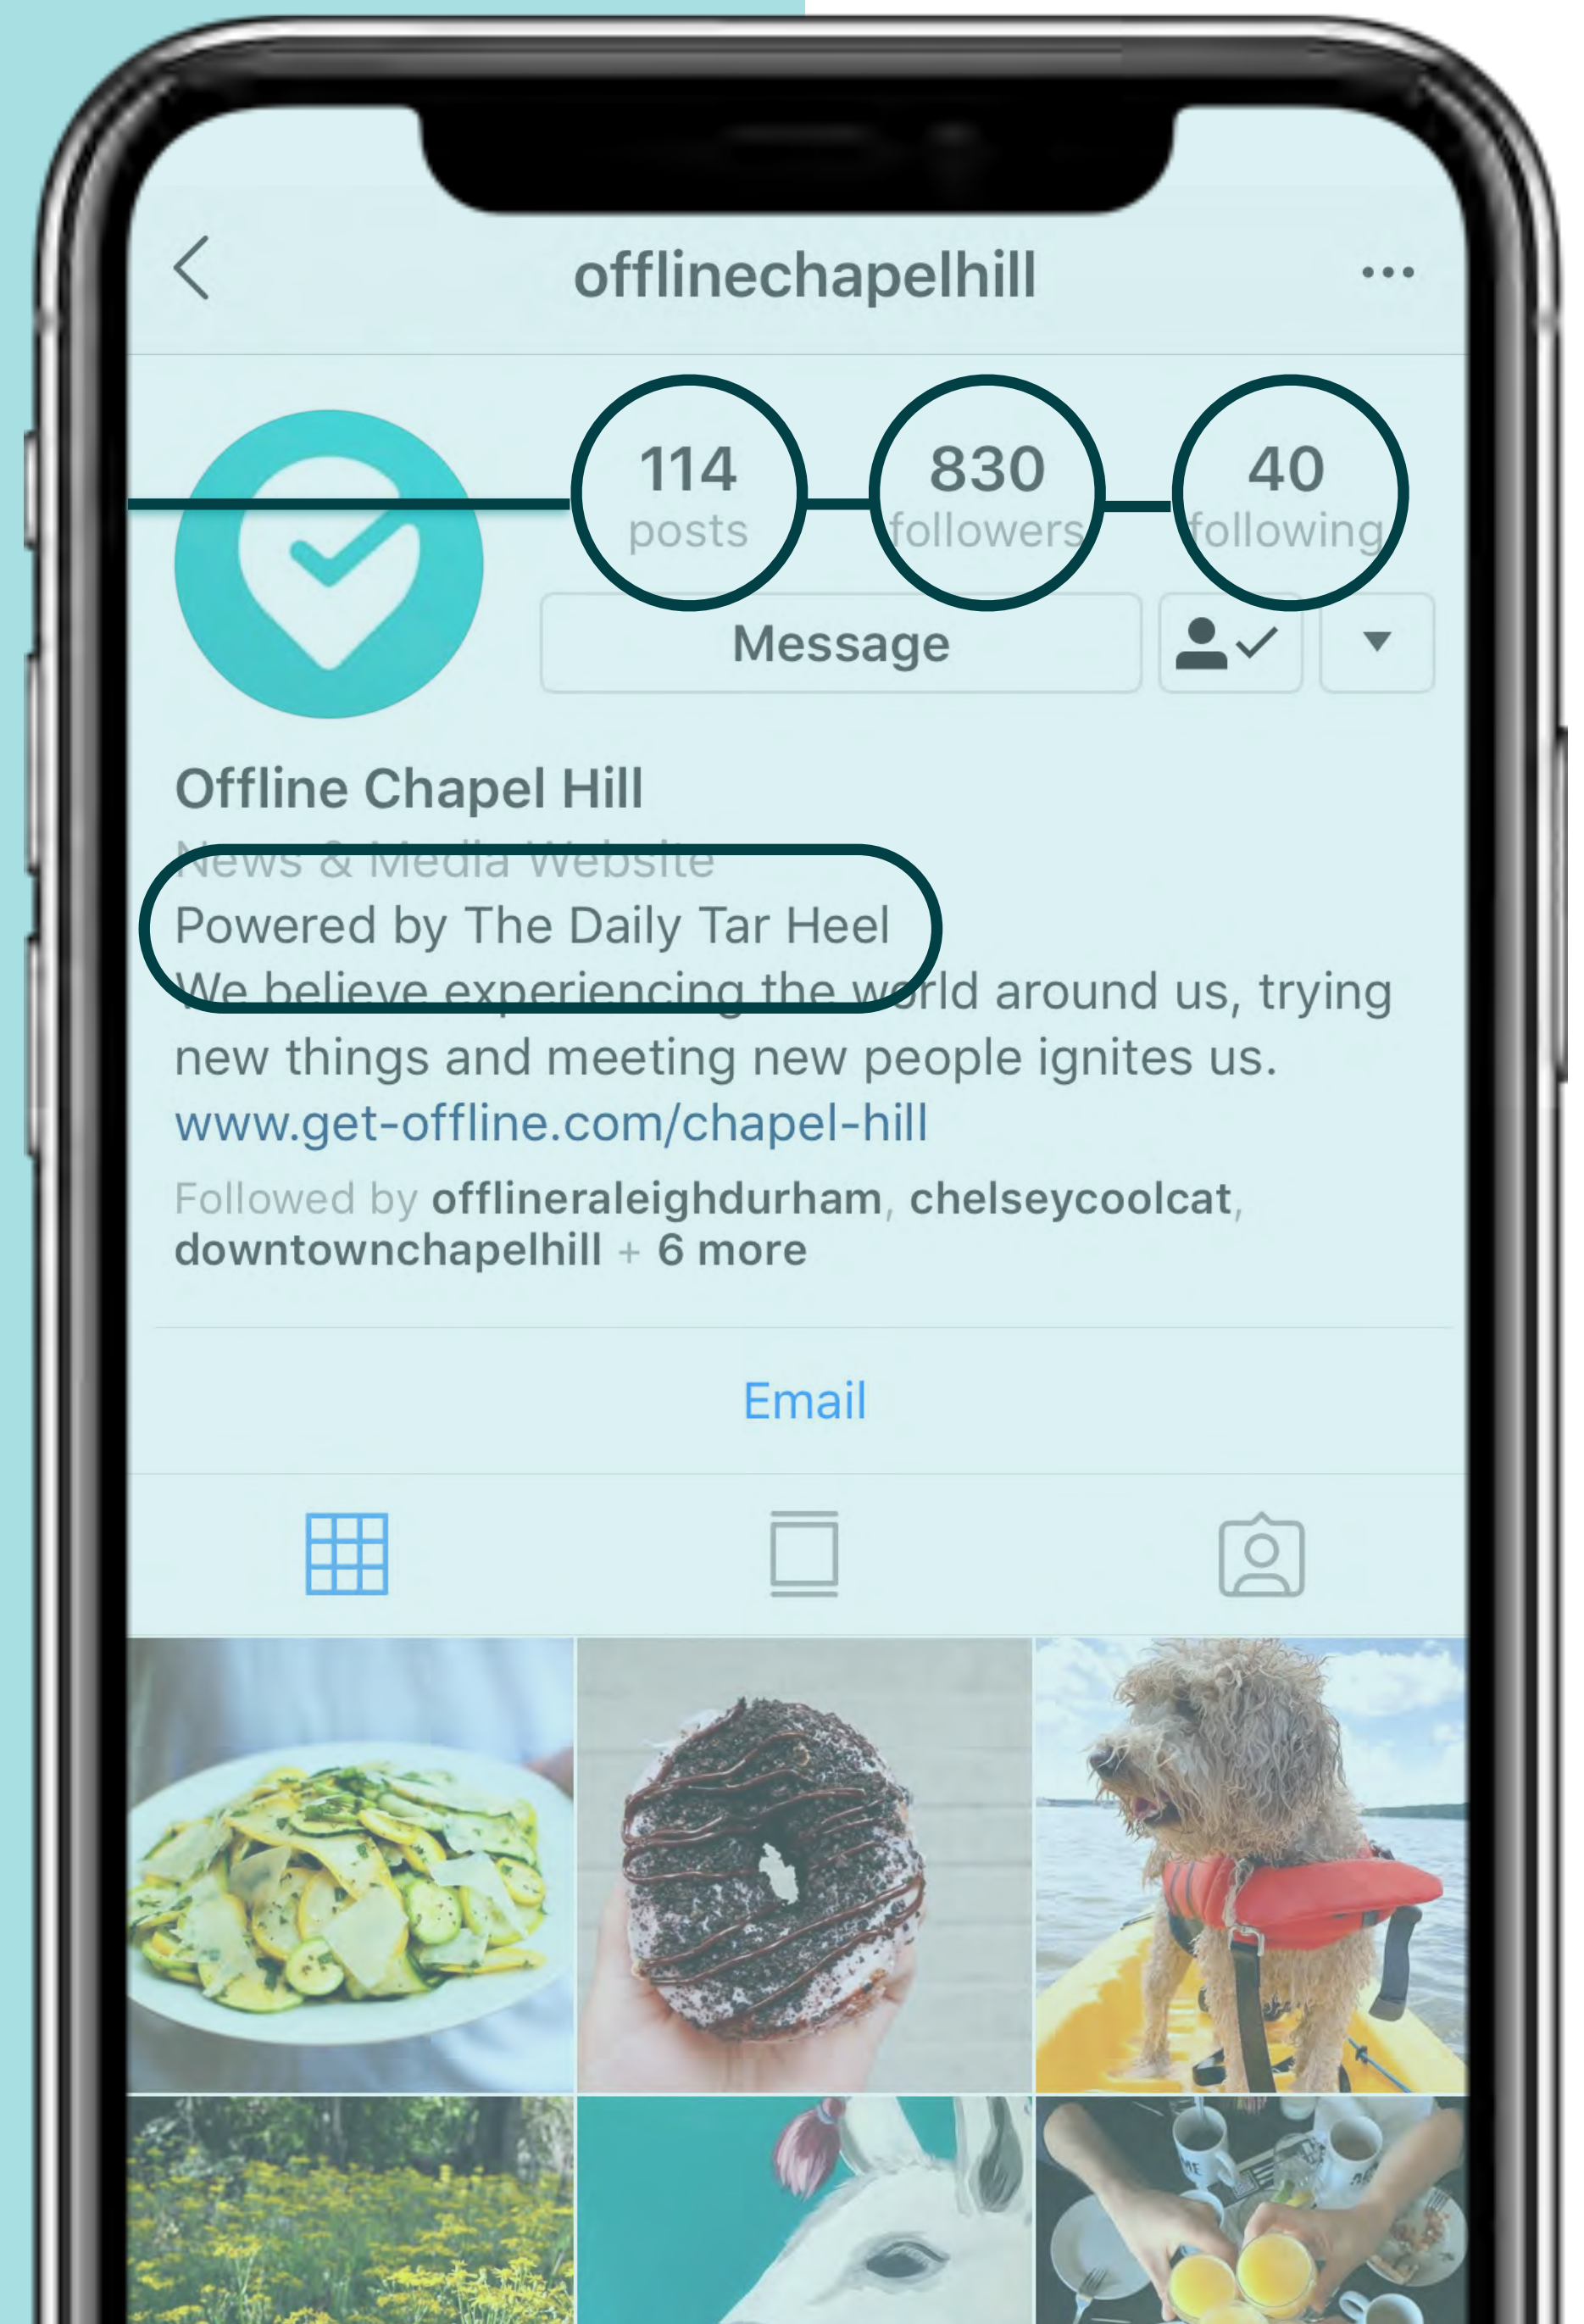 offlinechapelhill
114
830
40
posts
followers
following
Message
Offline Chapel Hill
News & Media Website
Powered by The Daily Tar Heel
We believe experiencing the world around us, trying
new things and meeting new people ignites us.
www.get-offline.com/chapel-hill
Followed by offlineraleighdurham, chelseycoolcat,
downtownchapelhill + 6 more
Email